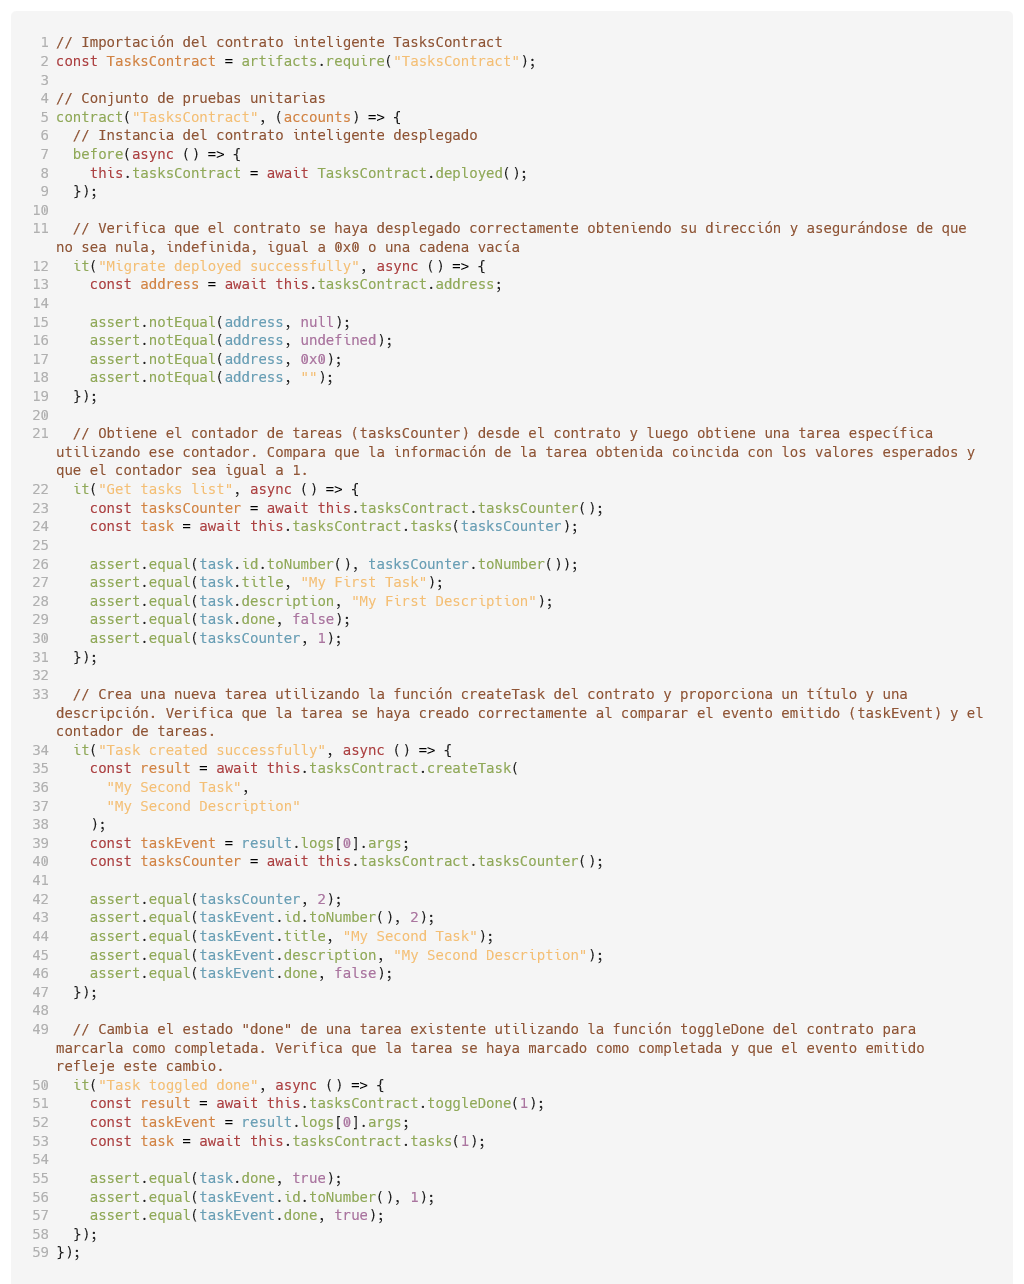 1 // Importación del contrato inteligente TasksContract
2 const TasksContract = artifacts.require("TasksContract");
3
4 // Conjunto de pruebas unitarias
5 contract("TasksContract", (accounts) => {
6   // Instancia del contrato inteligente desplegado
7   before(async () => {
8     this.tasksContract = await TasksContract.deployed();
9   });
10
11   // Verifica que el contrato se haya desplegado correctamente obteniendo su dirección y asegurándose de que
no sea nula, indefinida, igual a 0x0 o una cadena vacía
12   it("Migrate deployed successfully", async () => {
13     const address = await this.tasksContract.address;
14
15     assert.notEqual(address, null);
16     assert.notEqual(address, undefined);
17     assert.notEqual(address, 0x0);
18     assert.notEqual(address, "");
19   });
20
21   // Obtiene el contador de tareas (tasksCounter) desde el contrato y luego obtiene una tarea específica
utilizando ese contador. Compara que la información de la tarea obtenida coincida con los valores esperados y
que el contador sea igual a 1.
22   it("Get tasks list", async () => {
23     const tasksCounter = await this.tasksContract.tasksCounter();
24     const task = await this.tasksContract.tasks(tasksCounter);
25
26     assert.equal(task.id.toNumber(), tasksCounter.toNumber());
27     assert.equal(task.title, "My First Task");
28     assert.equal(task.description, "My First Description");
29     assert.equal(task.done, false);
30     assert.equal(tasksCounter, 1);
31   });
32
33   // Crea una nueva tarea utilizando la función createTask del contrato y proporciona un título y una
descripción. Verifica que la tarea se haya creado correctamente al comparar el evento emitido (taskEvent) y el
contador de tareas.
34   it("Task created successfully", async () => {
35     const result = await this.tasksContract.createTask(
36       "My Second Task",
37       "My Second Description"
38     );
39     const taskEvent = result.logs[0].args;
40     const tasksCounter = await this.tasksContract.tasksCounter();
41
42     assert.equal(tasksCounter, 2);
43     assert.equal(taskEvent.id.toNumber(), 2);
44     assert.equal(taskEvent.title, "My Second Task");
45     assert.equal(taskEvent.description, "My Second Description");
46     assert.equal(taskEvent.done, false);
47   });
48
49   // Cambia el estado "done" de una tarea existente utilizando la función toggleDone del contrato para
marcarla como completada. Verifica que la tarea se haya marcado como completada y que el evento emitido
refleje este cambio.
50   it("Task toggled done", async () => {
51     const result = await this.tasksContract.toggleDone(1);
52     const taskEvent = result.logs[0].args;
53     const task = await this.tasksContract.tasks(1);
54
55     assert.equal(task.done, true);
56     assert.equal(taskEvent.id.toNumber(), 1);
57     assert.equal(taskEvent.done, true);
58   });
59 });